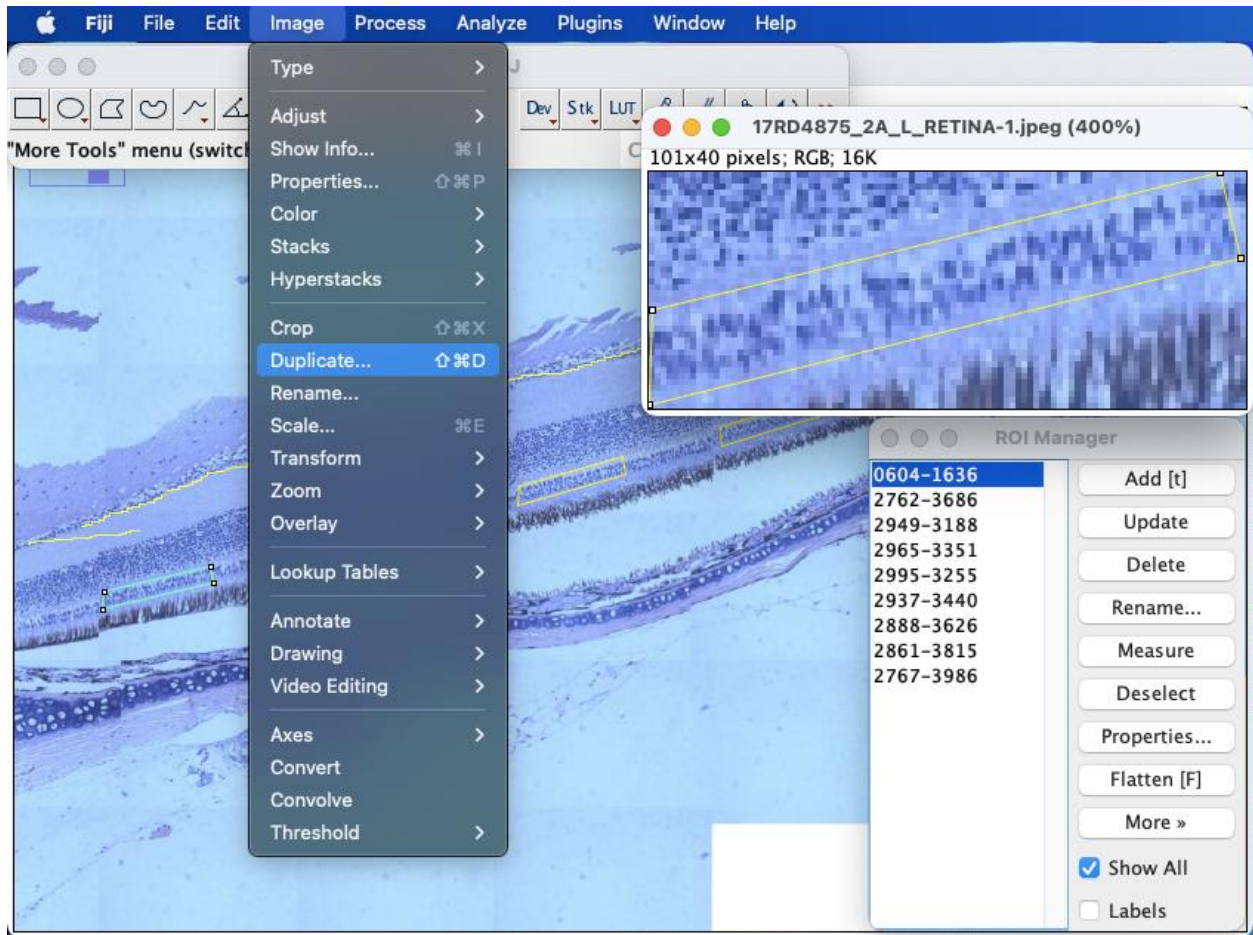 Fiji File Edit Image Process Analyze Plugins Window Help
J
Dev Stk LUT
"More Tools" menu (switch
C
Type >
Adjust >
Show Info... ⌘ I
Properties... ⇧⌘P
Color >
Stacks >
Hyperstacks >
Crop ⇧⌘X
Duplicate... ⇧⌘D
Rename...
Scale... ⌘E
Transform >
Zoom >
Overlay >
Lookup Tables >
Annotate >
Drawing >
Video Editing >
Axes >
Convert
Convolve
Threshold >
17RD4875_2A_L_RETINA-1.jpeg (400%)
101x40 pixels; RGB; 16K
ROI Manager
0604-1636
2762-3686
2949-3188
2965-3351
2995-3255
2937-3440
2888-3626
2861-3815
2767-3986
Add [t]
Update
Delete
Rename...
Measure
Deselect
Properties...
Flatten [F]
More »
Show All
Labels